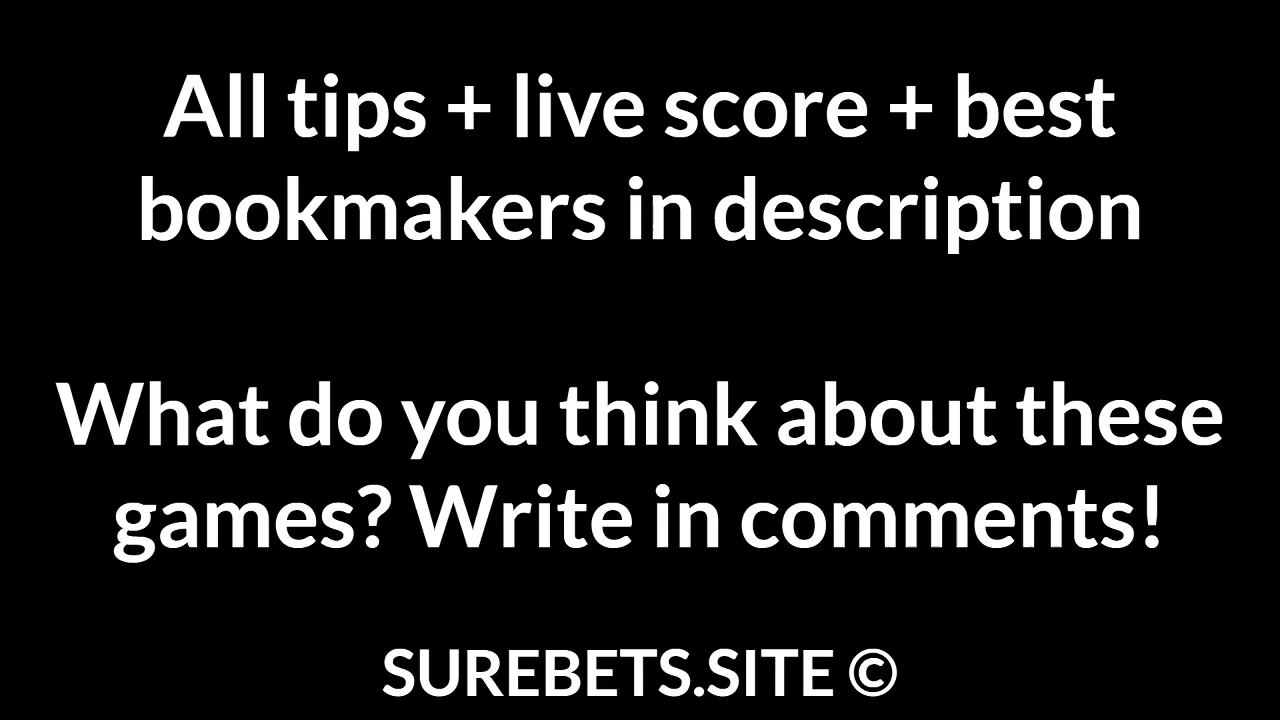 All tips + live score + best
bookmakers in description
What do you think about these
games? Write in comments!
SUREBETS.SITE ©